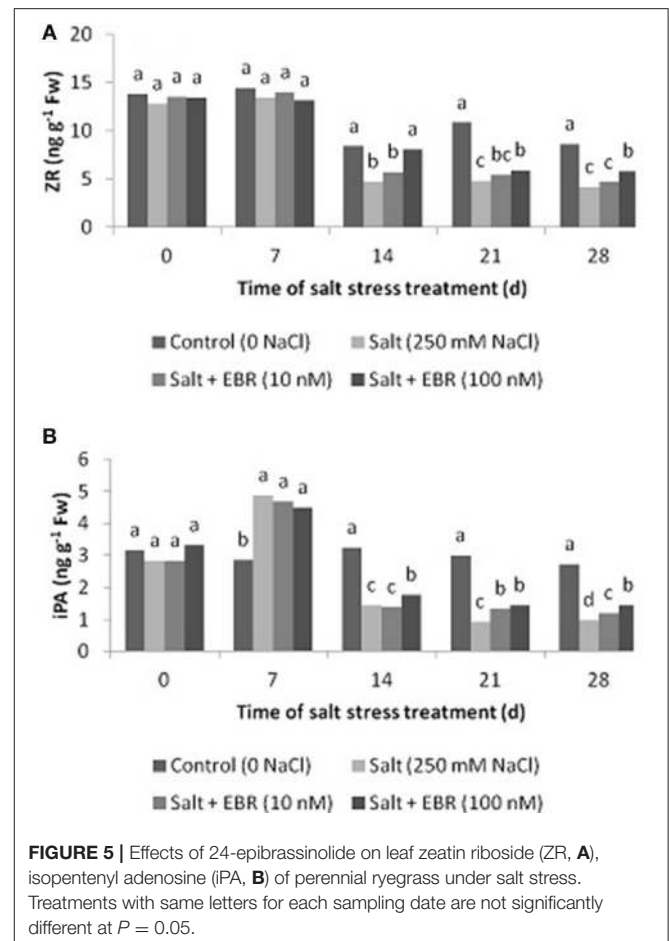 A
20
15
10
5
0
ZR (ng g-1 Fw)
a a a a
a a a a
a b b a
a c bc b
a c c b
0 7 14 21 28
Time of salt stress treatment (d)
Control (0 NaCl) Salt (250 mM NaCl)
Salt + EBR (10 nM) Salt + EBR (100 nM)
B
6
5
4
3
2
1
0
iPA (ng g-1 Fw)
a a a a
b a a a
a c c b
a c b b
a d c b
0 7 14 21 28
Time of salt stress treatment (d)
Control (0 NaCl) Salt (250 mM NaCl)
Salt + EBR (10 nM) Salt + EBR (100 nM)
FIGURE 5 | Effects of 24-epibrassinolide on leaf zeatin riboside (ZR, A),
isopentenyl adenosine (iPA, B) of perennial ryegrass under salt stress.
Treatments with same letters for each sampling date are not significantly
different at P = 0.05.